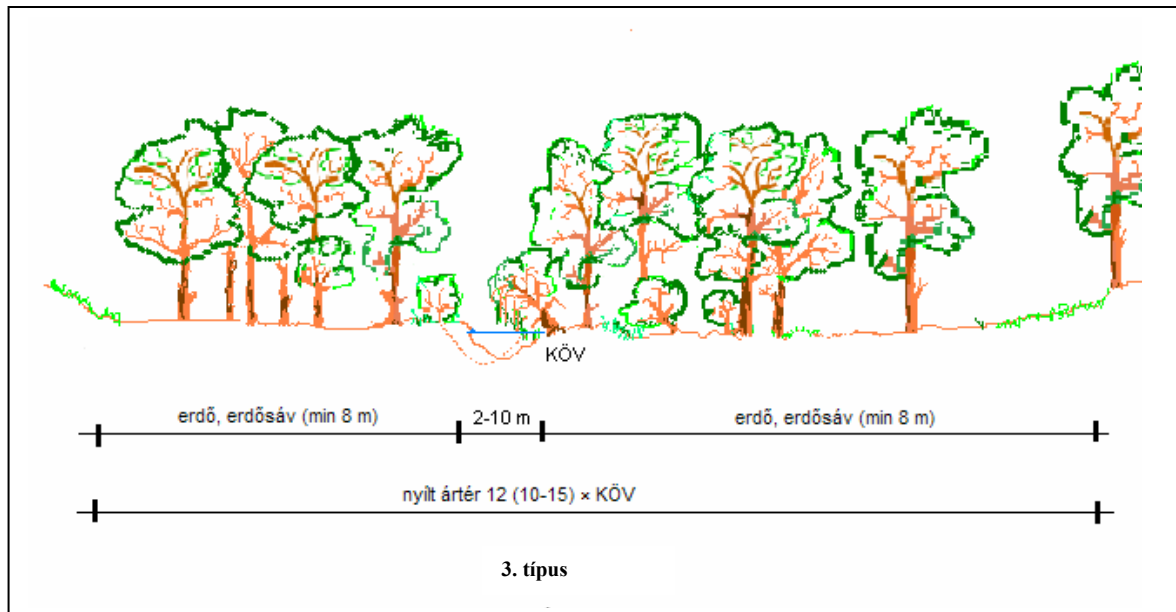 KÖV
erdő, erdősáv (min 8 m)
2-10 m
erdő, erdősáv (min 8 m)
nyílt ártér 12 (10-15) × KÖV
3. típus